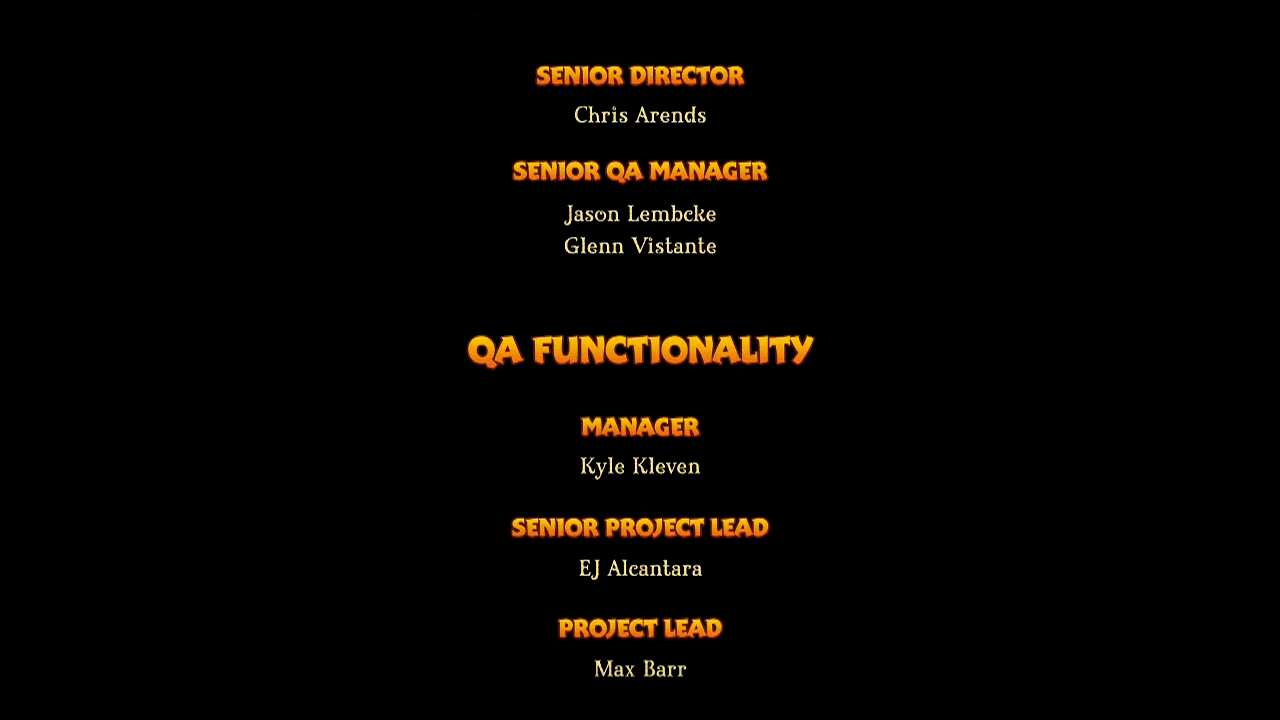 SENIOR DIRECTOR
Chris Arends
SENIOR QA MANAGER
Jason Lembcke
Glenn Vistante
QA FUNCTIONALITY
MANAGER
Kyle Kleven
SENIOR PROJECT LEAD
EJ Alcantara
PROJECT LEAD
Max Barr